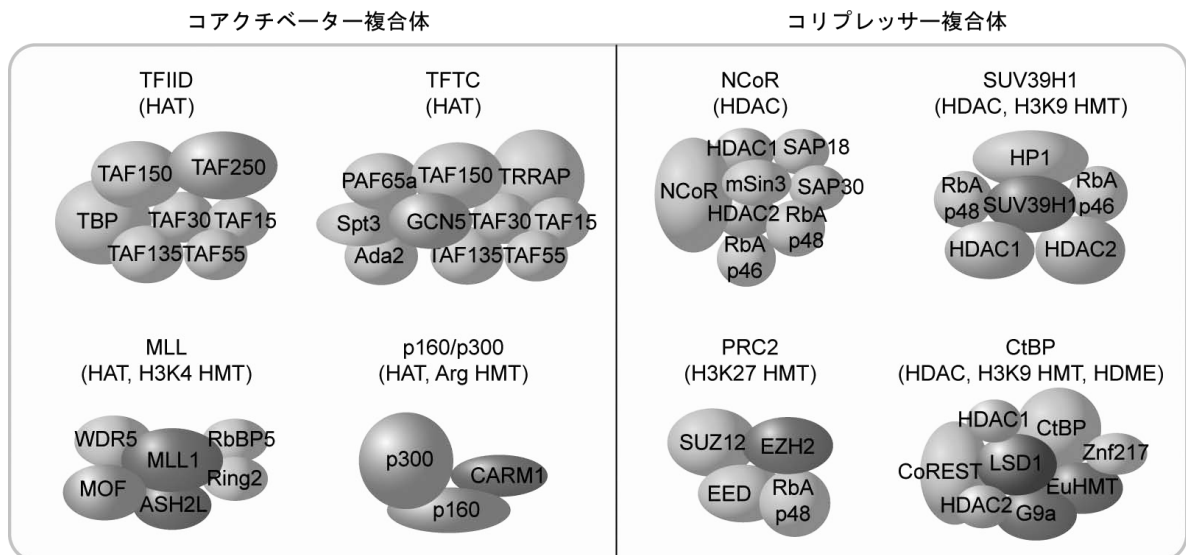 コアクチベーター複合体
コリプレッサー複合体
TFIID
(HAT)
TAF150
TAF250
TBP
TAF30
TAF15
TAF135
TAF55
TFTC
(HAT)
PAF65a
TAF150
TRRAP
Spt3
GCN5
TAF30
TAF15
Ada2
TAF135
TAF55
NCoR
(HDAC)
HDAC1
SAP18
NCoR
mSin3
SAP30
HDAC2
RbA
p48
RbA
p46
SUV39H1
(HDAC, H3K9 HMT)
HP1
RbA
p48
SUV39H1
RbA
p46
HDAC1
HDAC2
MLL
(HAT, H3K4 HMT)
WDR5
RbBP5
MLL1
MOF
Ring2
ASH2L
p160/p300
(HAT, Arg HMT)
p300
CARM1
p160
PRC2
(H3K27 HMT)
SUZ12
EZH2
EED
RbA
p48
CtBP
(HDAC, H3K9 HMT, HDME)
HDAC1
CtBP
Znf217
CoREST
LSD1
EuHMT
HDAC2
G9a